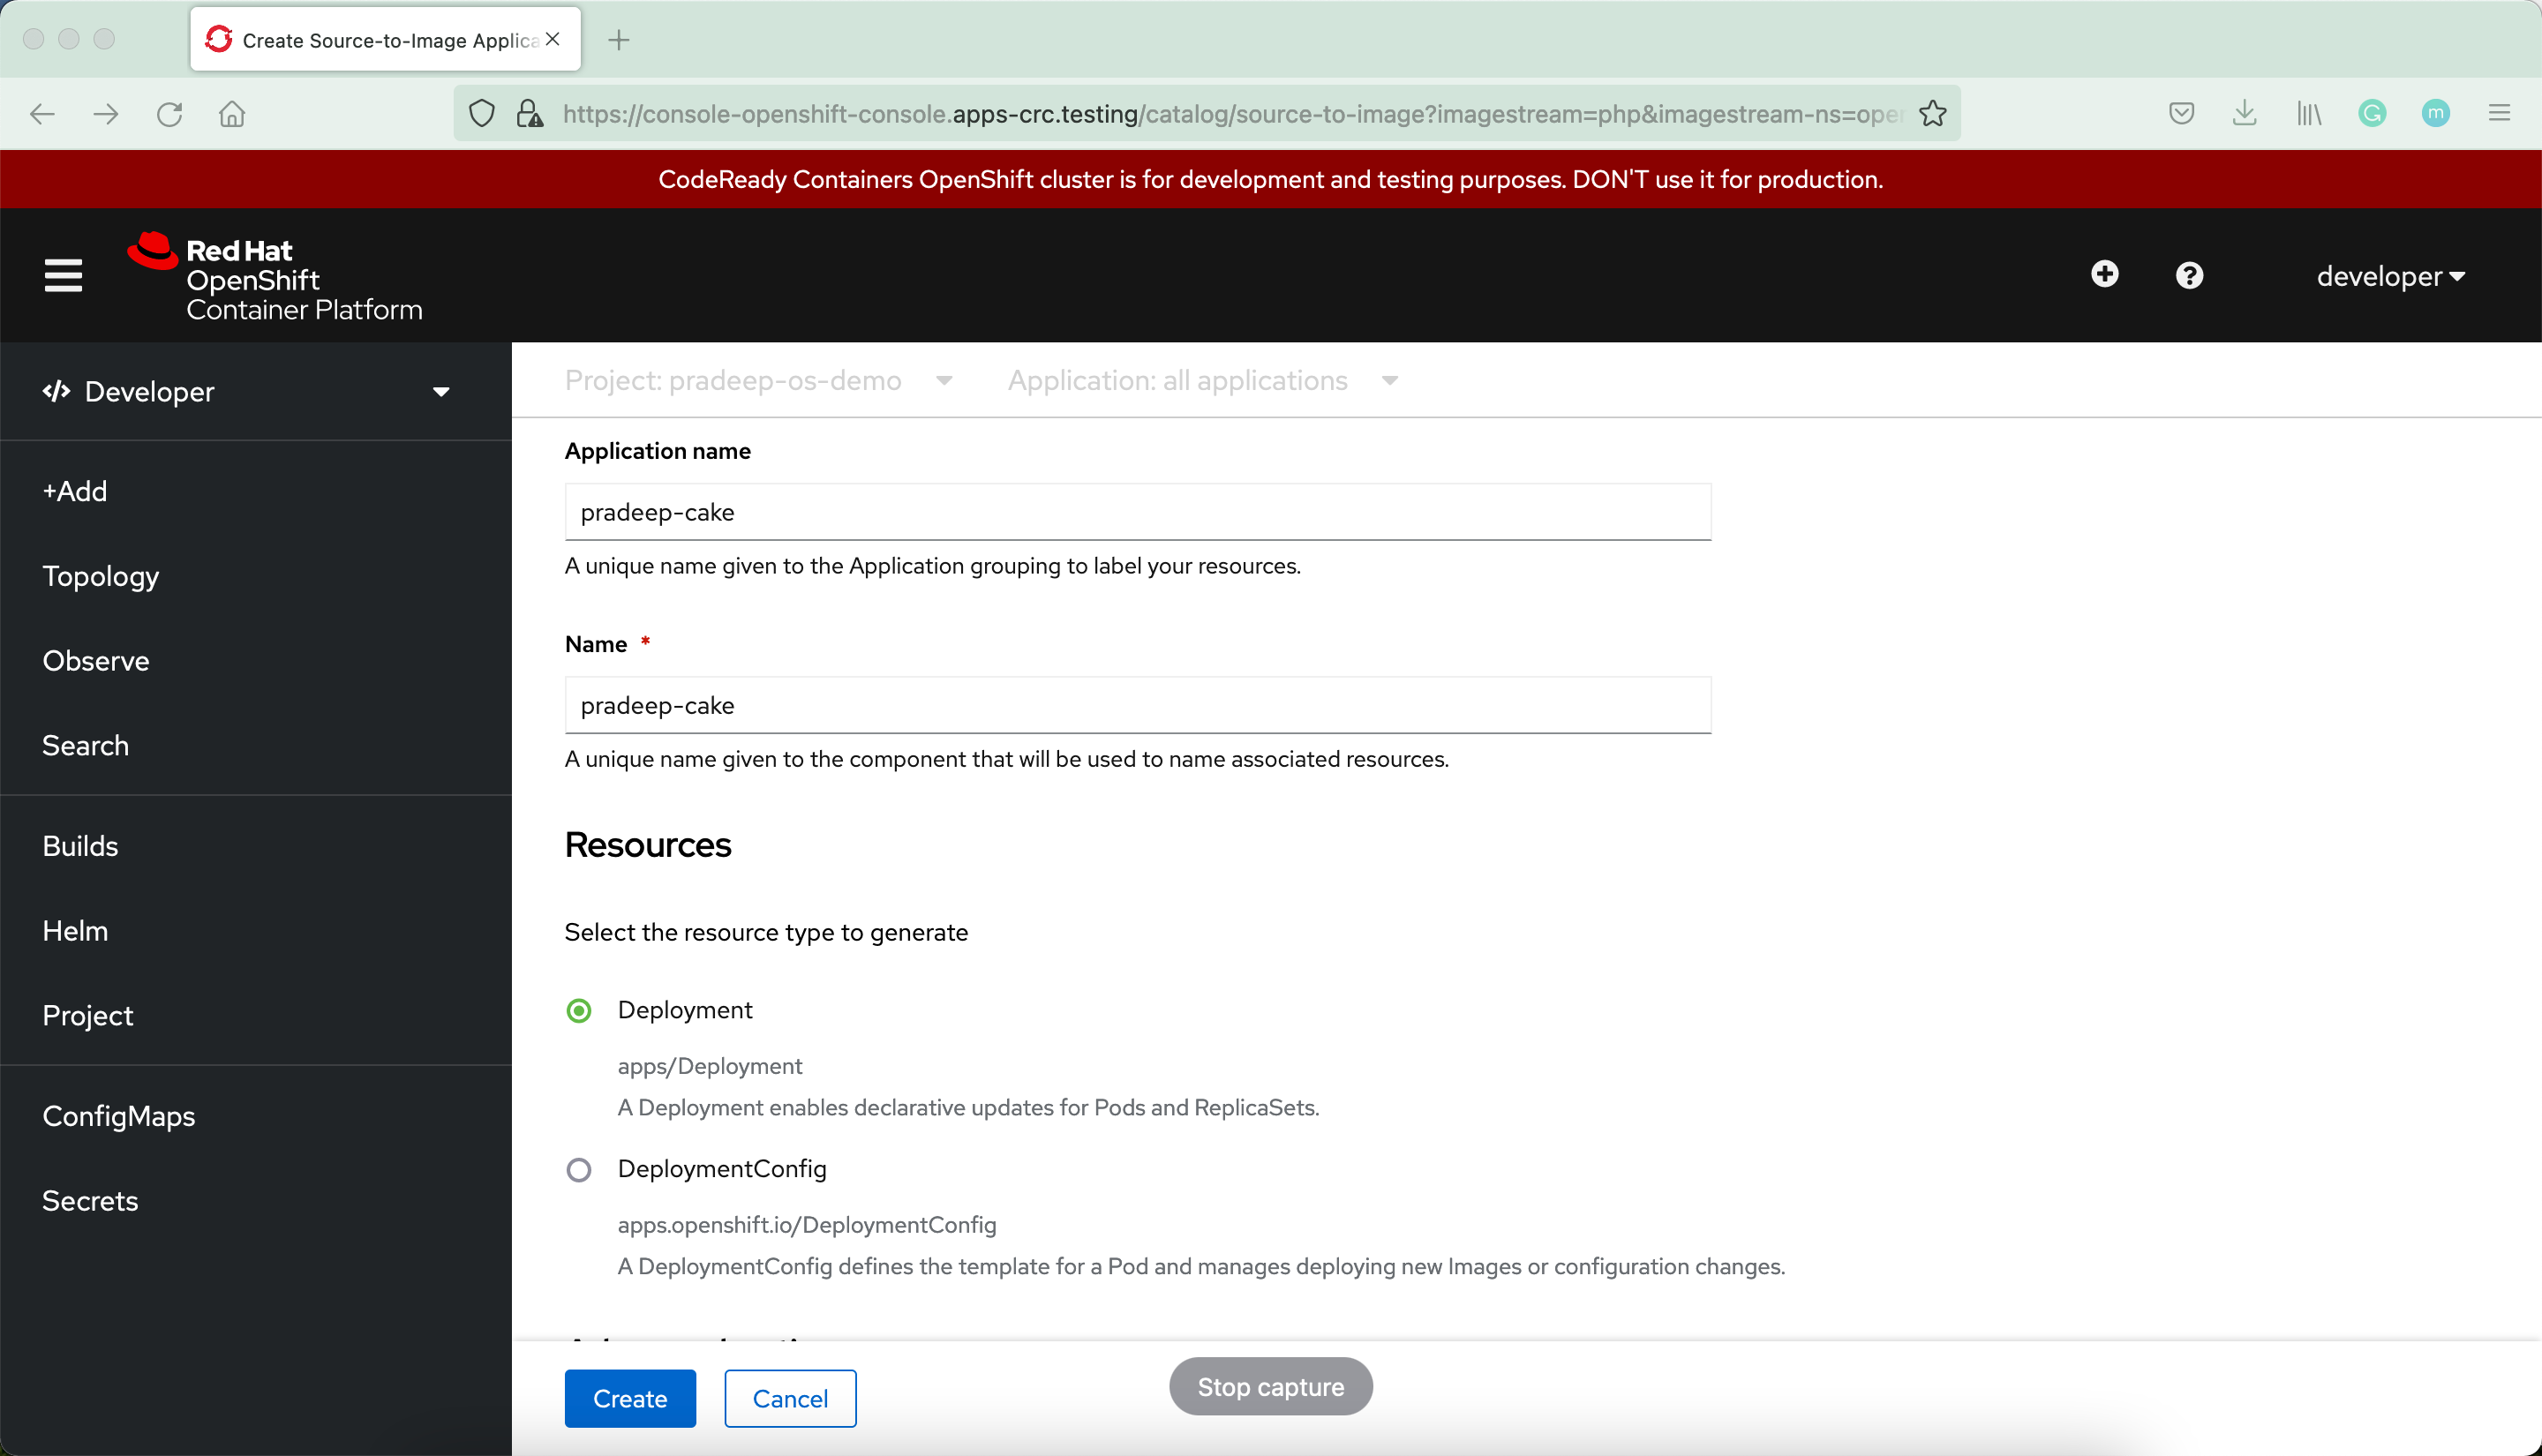 Create Source-to-Image Applica
https://console-openshift-console.apps-crc.testing/catalog/source-to-image?imagestream=php&imagestream-ns=oper
m
CodeReady Containers OpenShift cluster is for development and testing purposes. DON'T use it for production.
Red Hat
OpenShift
Container Platform
developer
Developer
Project: pradeep-os-demo
Application: all applications
+Add
Topology
Observe
Search
Builds
Helm
Project
ConfigMaps
Secrets
Application name
pradeep-cake
A unique name given to the Application grouping to label your resources.
Name *
pradeep-cake
A unique name given to the component that will be used to name associated resources.
Resources
Select the resource type to generate
Deployment
apps/Deployment
A Deployment enables declarative updates for Pods and ReplicaSets.
DeploymentConfig
apps.openshift.io/DeploymentConfig
A DeploymentConfig defines the template for a Pod and manages deploying new Images or configuration changes.
Create
Cancel
Stop capture